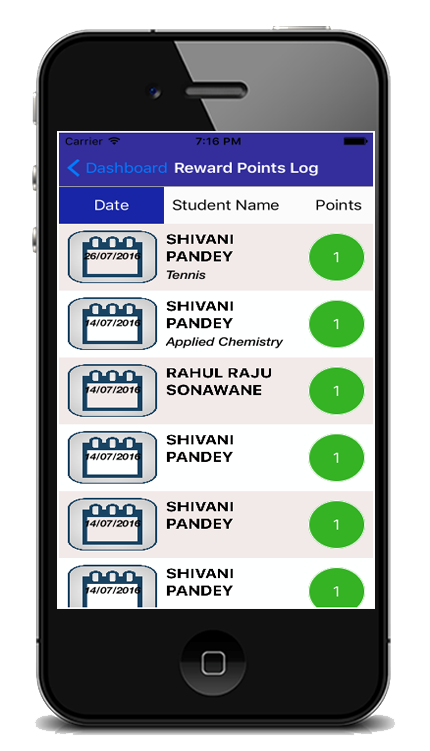 Carrier 7:16 PM
Dashboard Reward Points Log
Date Student Name Points
26/07/2016 SHIVANI PANDEY 1
Tennis
14/07/2016 SHIVANI PANDEY 1
Applied Chemistry
14/07/2016 RAHUL RAJU SONAWANE 1
14/07/2016 SHIVANI PANDEY 1
14/07/2016 SHIVANI PANDEY 1
14/07/2016 SHIVANI PANDEY 1